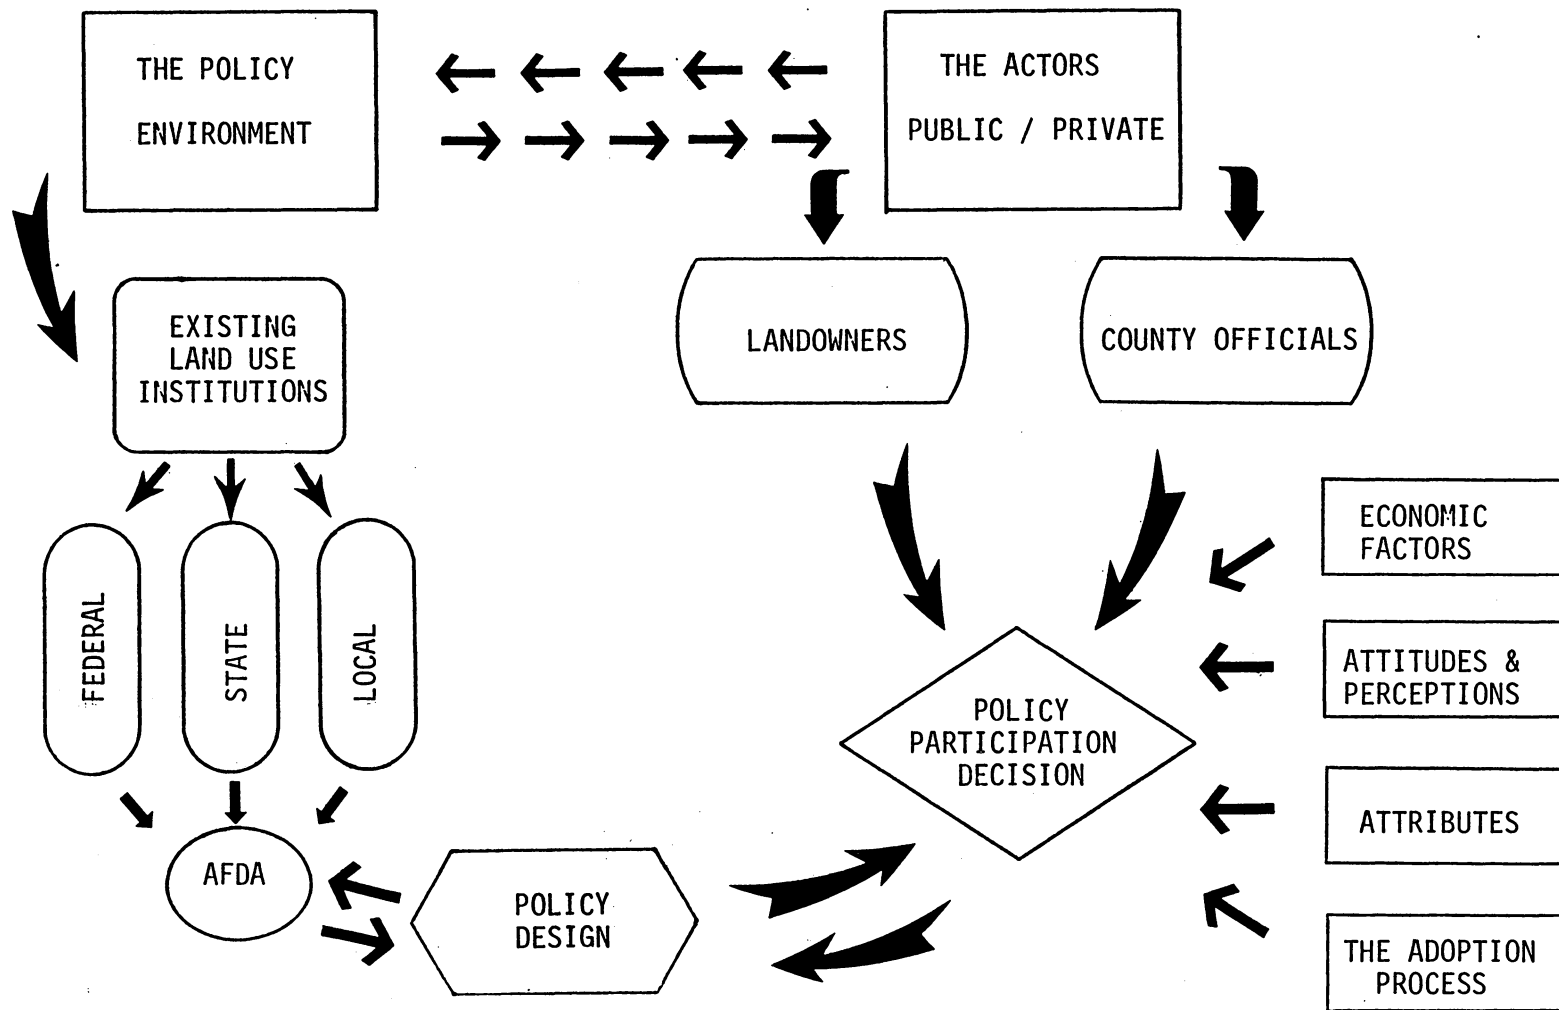 THE POLICY
ENVIRONMENT
THE ACTORS
PUBLIC / PRIVATE
EXISTING
LAND USE
INSTITUTIONS
LANDOWNERS
COUNTY OFFICIALS
FEDERAL
STATE
LOCAL
ECONOMIC
FACTORS
ATTITUDES &
PERCEPTIONS
POLICY
PARTICIPATION
DECISION
ATTRIBUTES
AFDA
POLICY
DESIGN
THE ADOPTION
PROCESS